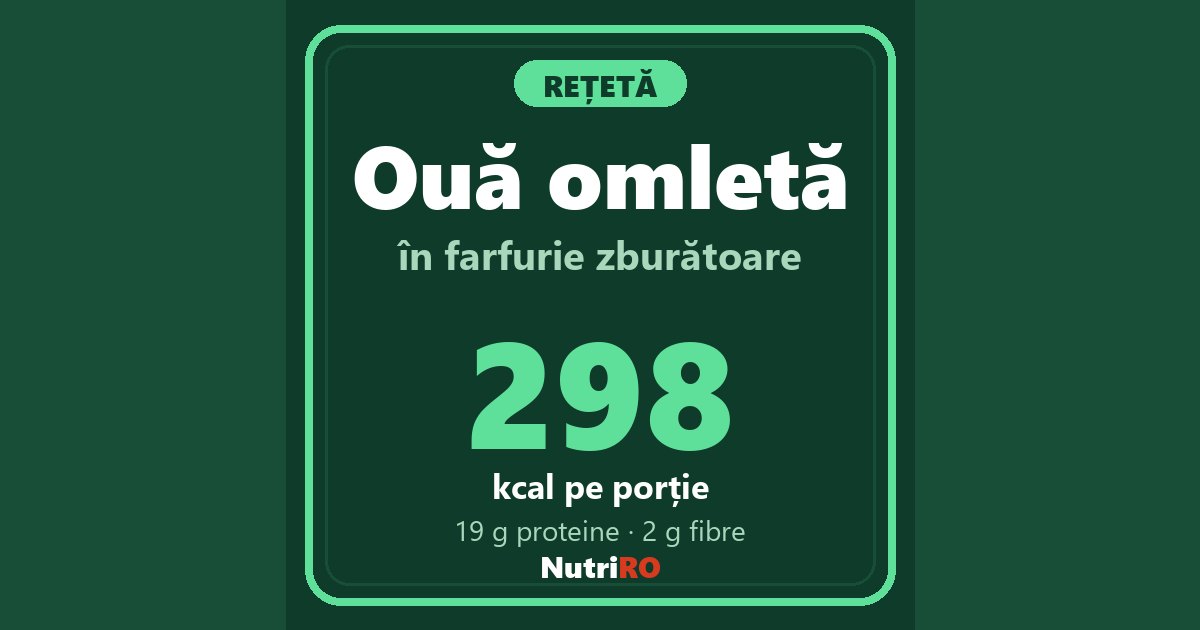 REȚETĂ
Ouă omletă
în farfurie zburătoare
298
kcal pe porție
19 g proteine · 2 g fibre
NutriRO